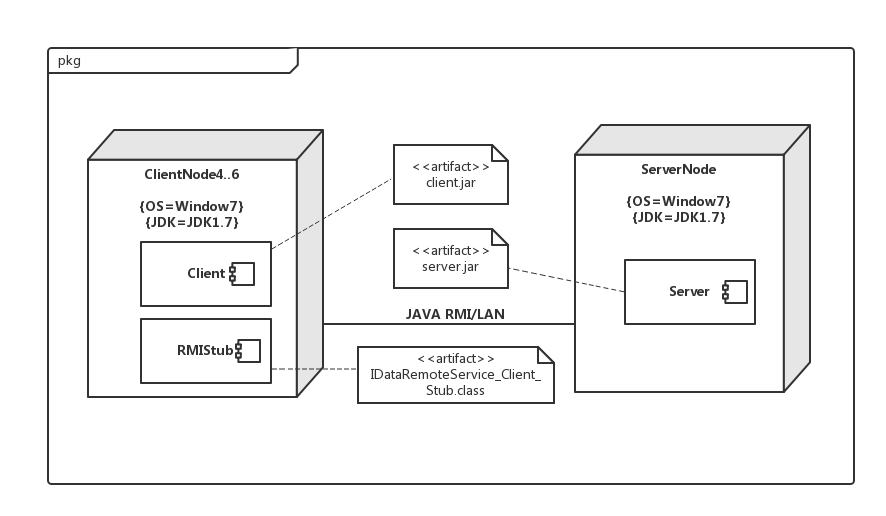 pkg
ClientNode4..6
{OS=Window7}
{JDK=JDK1.7}
Client
RMIStub
<<artifact>>
client.jar
<<artifact>>
server.jar
JAVA RMI/LAN
<<artifact>>
IDataRemoteService_Client_
Stub.class
ServerNode
{OS=Window7}
{JDK=JDK1.7}
Server